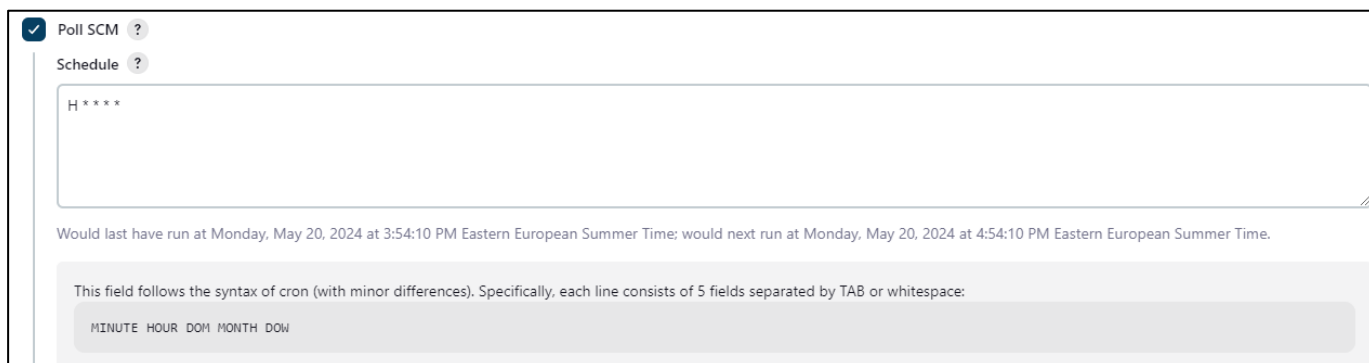 Poll SCM ?
Schedule ?
H * * * *
Would last have run at Monday, May 20, 2024 at 3:54:10 PM Eastern European Summer Time; would next run at Monday, May 20, 2024 at 4:54:10 PM Eastern European Summer Time.
This field follows the syntax of cron (with minor differences). Specifically, each line consists of 5 fields separated by TAB or whitespace:
MINUTE HOUR DOM MONTH DOW